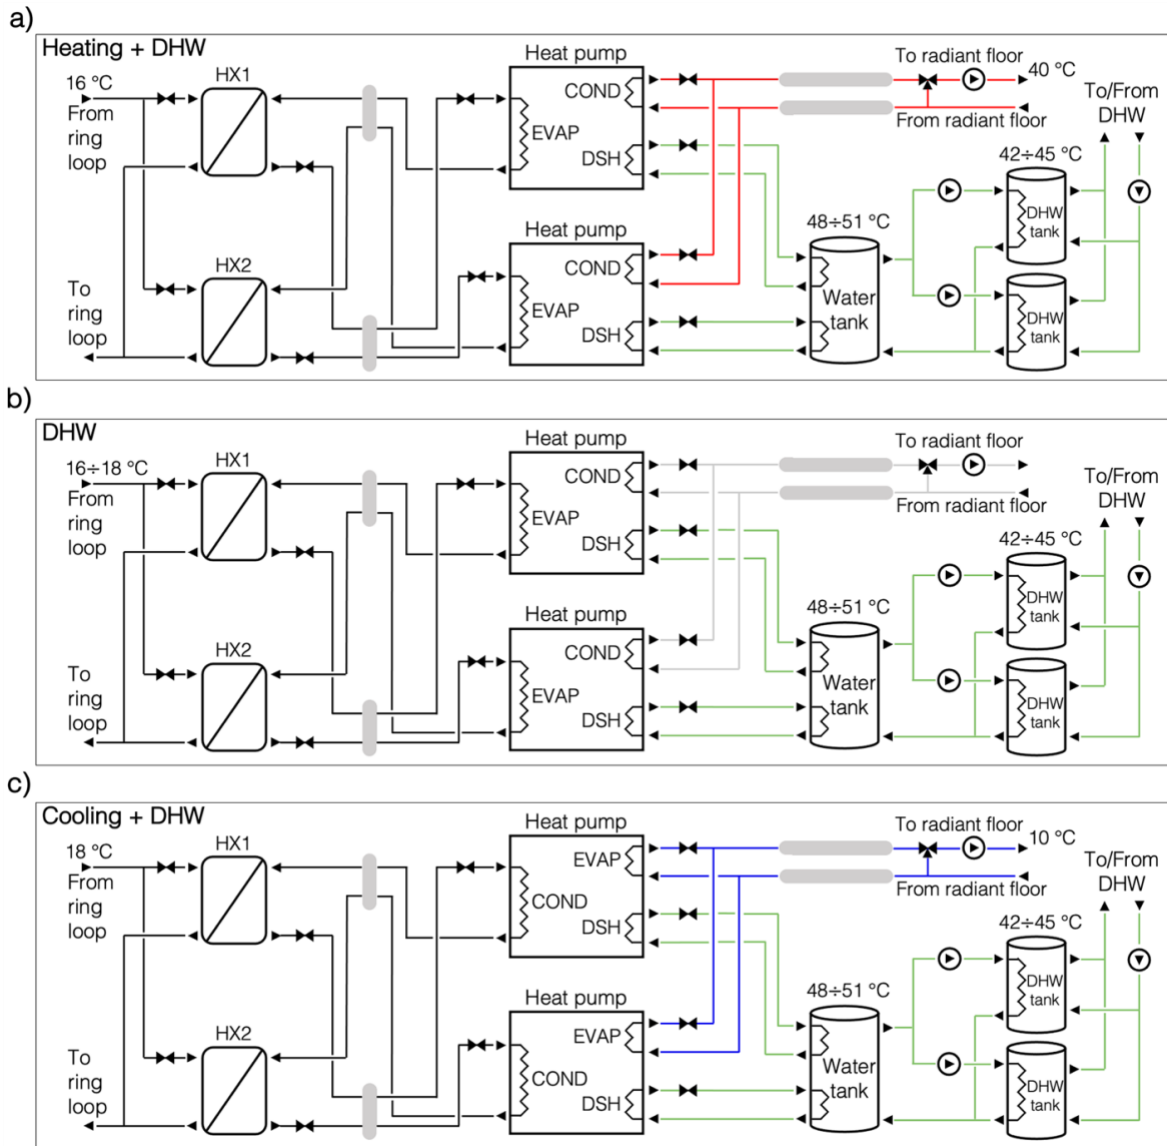 a)
Heating + DHW
16 °C
From
ring
loop
To
ring
loop
HX1
HX2
Heat pump
COND
EVAP
DSH
Heat pump
COND
EVAP
DSH
To radiant floor
40 °C
From radiant floor
To/From
DHW
42÷45 °C
DHW
tank
DHW
tank
48÷51 °C
Water
tank
b)
DHW
16÷18 °C
From
ring
loop
To
ring
loop
HX1
HX2
Heat pump
COND
EVAP
DSH
Heat pump
COND
EVAP
DSH
To radiant floor
From radiant floor
To/From
DHW
42÷45 °C
DHW
tank
DHW
tank
48÷51 °C
Water
tank
c)
Cooling + DHW
18 °C
From
ring
loop
To
ring
loop
HX1
HX2
Heat pump
EVAP
COND
DSH
Heat pump
EVAP
COND
DSH
To radiant floor
10 °C
From radiant floor
To/From
DHW
42÷45 °C
DHW
tank
DHW
tank
48÷51 °C
Water
tank